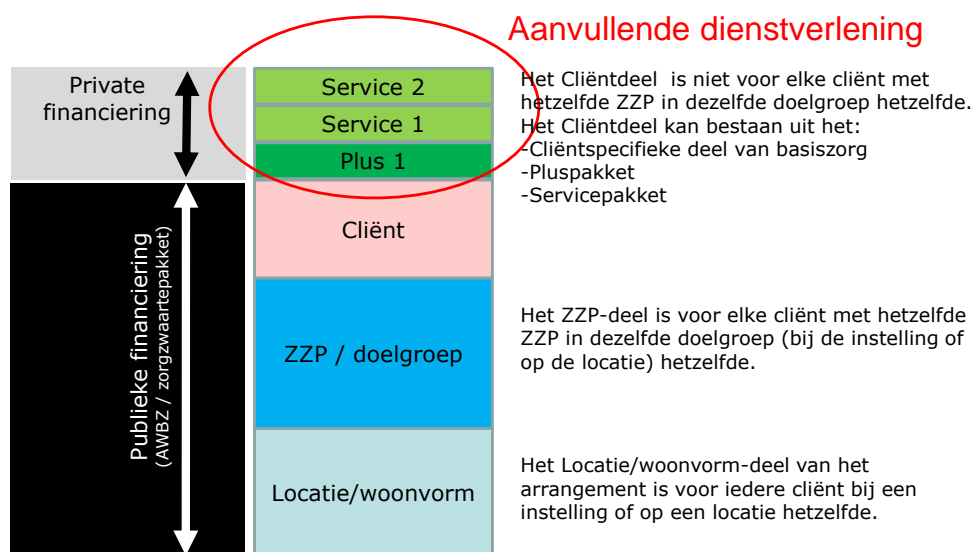 Aanvullende dienstverlening
Private
financiering
Service 2
Service 1
Plus 1
Het Cliëntdeel is niet voor elke cliënt met
hetzelfde ZZP in dezelfde doelgroep hetzelfde.
Het Cliëntdeel kan bestaan uit het:
-Cliëntspecifieke deel van basiszorg
-Pluspakket
-Servicepakket
Publieke financiering
(AWBZ / zorgzwaartepakket)
Cliënt
ZZP / doelgroep
Het ZZP-deel is voor elke cliënt met hetzelfde
ZZP in dezelfde doelgroep (bij de instelling of
op de locatie) hetzelfde.
Locatie/woonvorm
Het Locatie/woonvorm-deel van het
arrangement is voor iedere cliënt bij een
instelling of op een locatie hetzelfde.